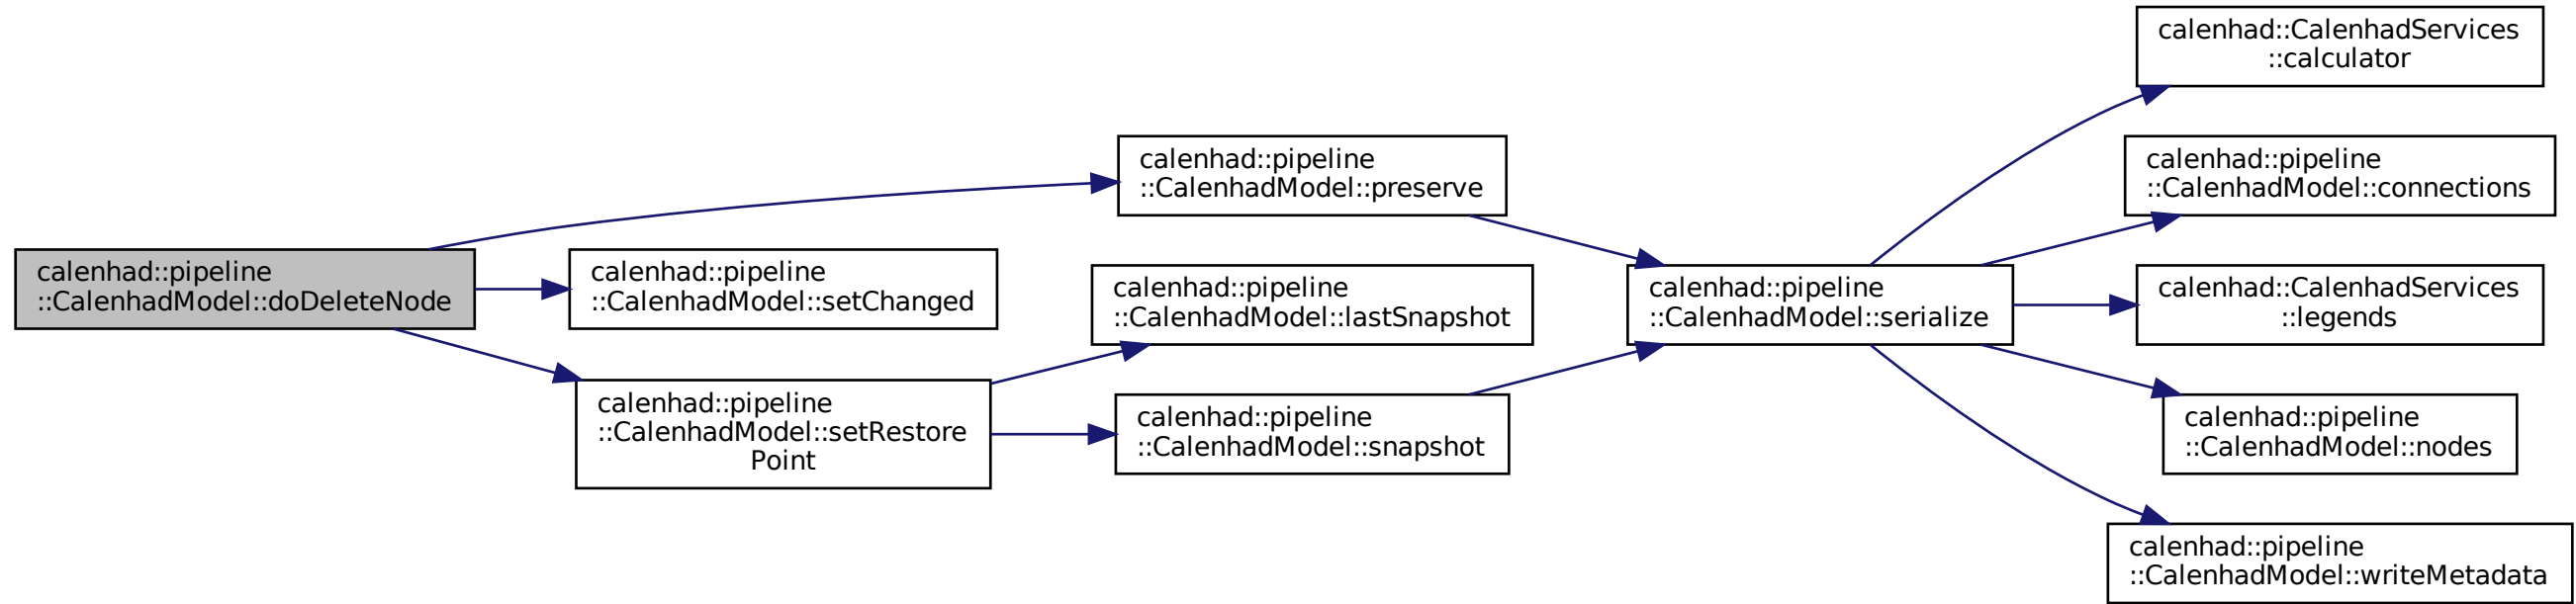 calenhad::pipeline
::CalenhadModel::doDeleteNode
calenhad::pipeline
::CalenhadModel::preserve
calenhad::pipeline
::CalenhadModel::setChanged
calenhad::pipeline
::CalenhadModel::setRestore
Point
calenhad::pipeline
::CalenhadModel::lastSnapshot
calenhad::pipeline
::CalenhadModel::snapshot
calenhad::pipeline
::CalenhadModel::serialize
calenhad::CalenhadServices
::calculator
calenhad::pipeline
::CalenhadModel::connections
calenhad::CalenhadServices
::legends
calenhad::pipeline
::CalenhadModel::nodes
calenhad::pipeline
::CalenhadModel::writeMetadata